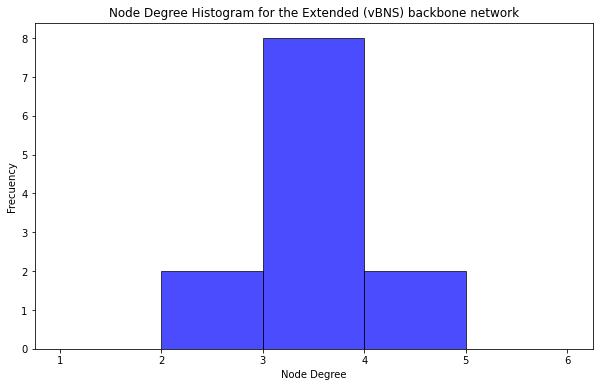 Node Degree Histogram for the Extended (vBNS) backbone network
8
7
6
5
4
3
2
1
0
Frecuency
1 2 3 4 5 6
Node Degree